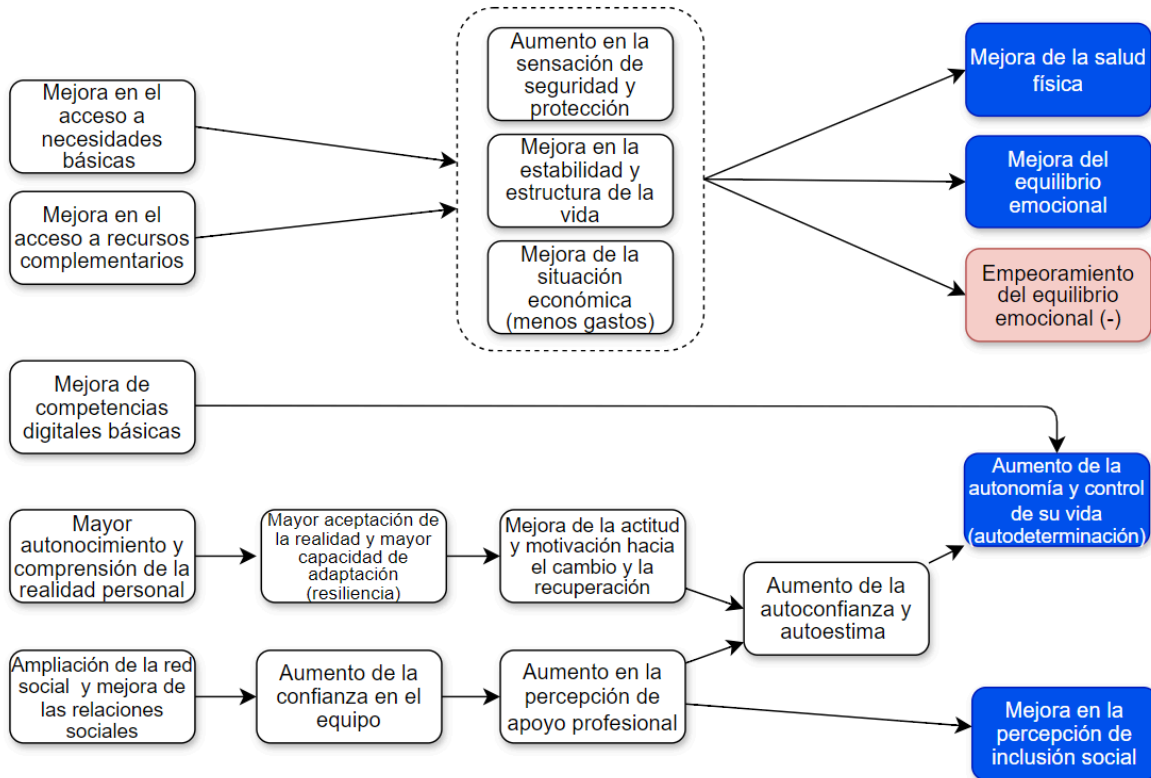 Mejora en el
acceso a
necesidades
básicas
Mejora en el
acceso a recursos
complementarios
Aumento en la
sensación de
seguridad y
protección
Mejora en la
estabilidad y
estructura de la
vida
Mejora de la
situación
económica
(menos gastos)
Mejora de la salud
física
Mejora del
equilibrio
emocional
Empeoramiento
del equilibrio
emocional (-)
Mejora de
competencias
digitales básicas
Aumento de la
autonomía y control
de su vida
(autodeterminación)
Mayor
autonocimiento y
comprensión de la
realidad personal
Mayor aceptación de
la realidad y mayor
capacidad de
adaptación
(resiliencia)
Mejora de la actitud
y motivación hacia
el cambio y la
recuperación
Aumento de la
autoconfianza y
autoestima
Ampliación de la red
social y mejora de
las relaciones
sociales
Aumento de la
confianza en el
equipo
Aumento en la
percepción de
apoyo profesional
Mejora en la
percepción de
inclusión social